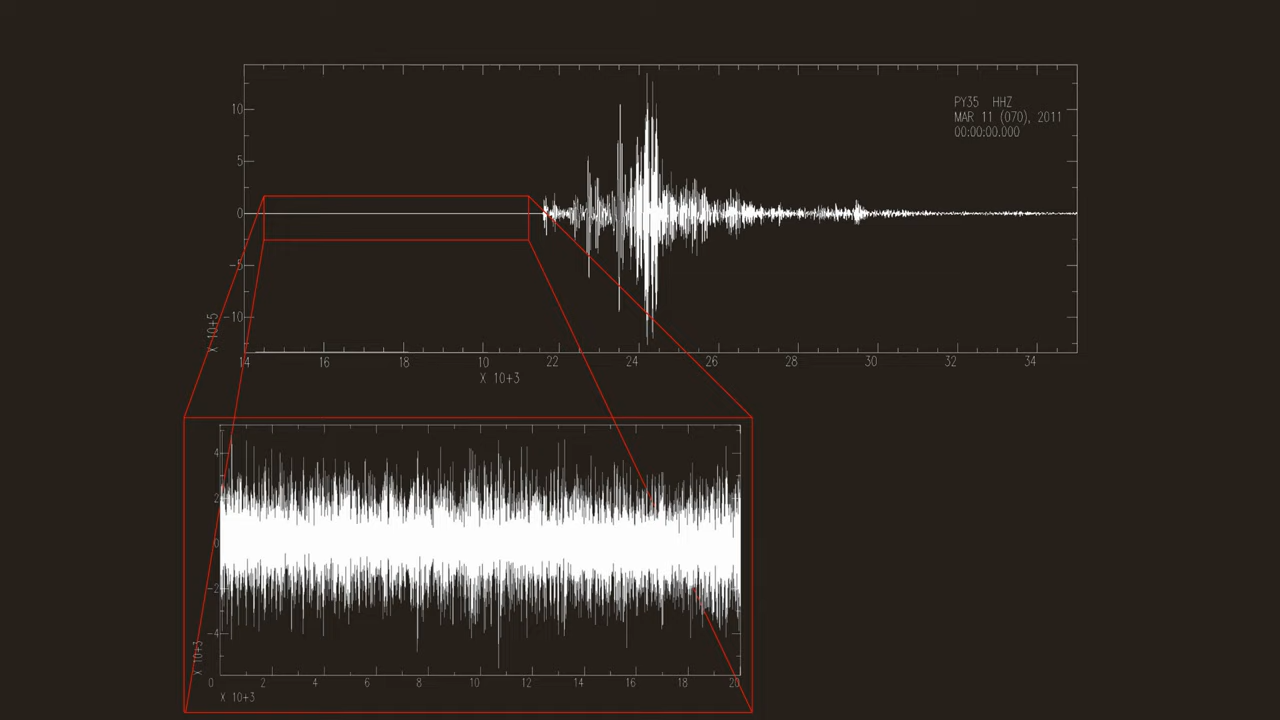 PY35 HHZ
MAR 11 (070), 2011
00:00:00.000
10
5
0
-5
-10
X 10+5
14 16 18 10 22 24 26 28 30 32 34
X 10+3
4
2
0
-2
-4
X 10+3
0 2 4 6 8 10 12 14 16 18 20
X 10+3